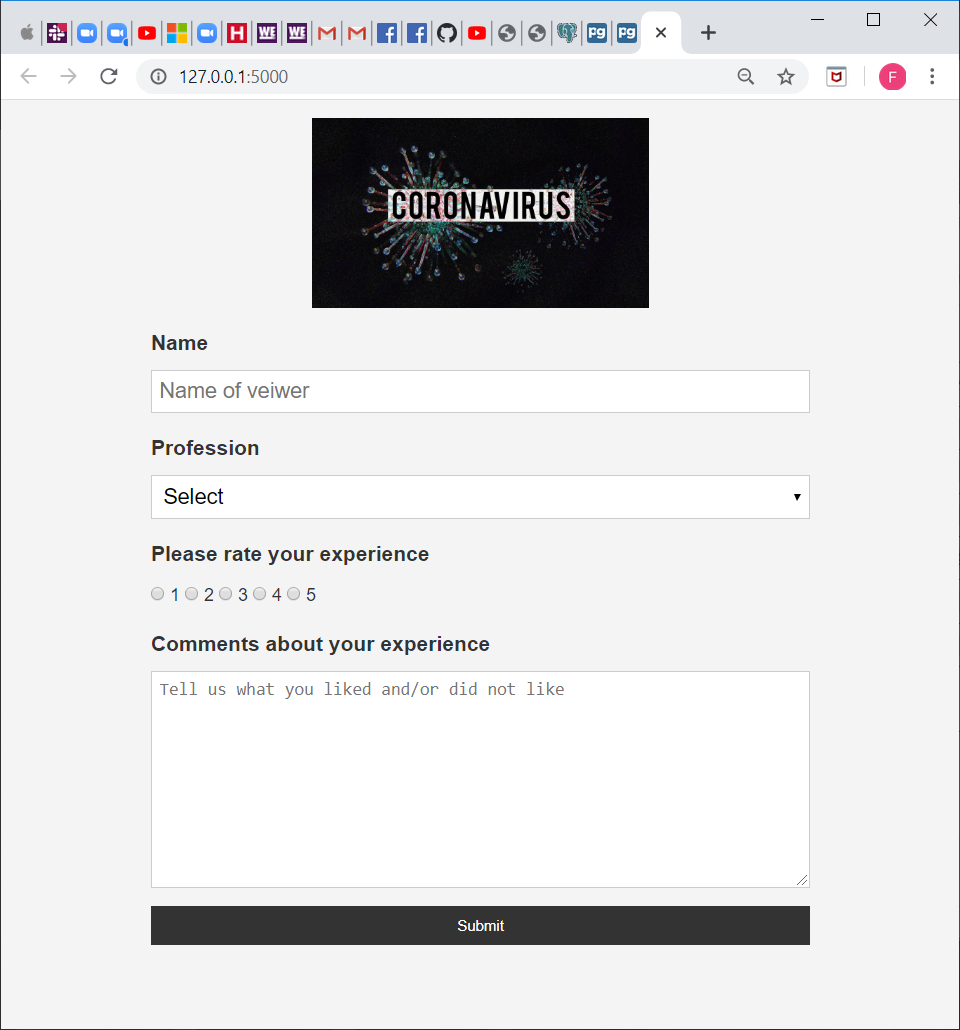 H WE WE f f pg pg
127.0.0.1:5000
F
CORONAVIRUS
Name
Name of veiwer
Profession
Select
Please rate your experience
1 2 3 4 5
Comments about your experience
Tell us what you liked and/or did not like
Submit